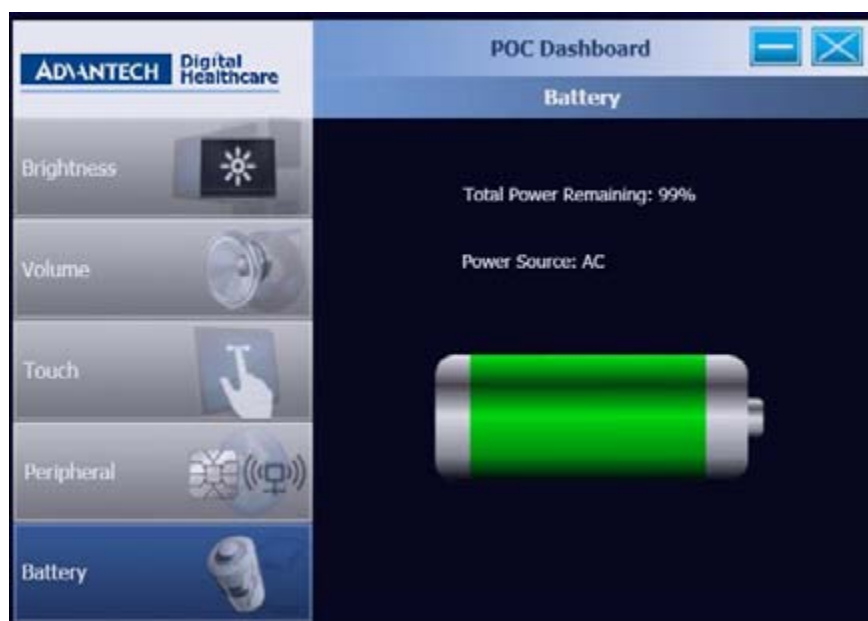 ADVANTECH Digital Healthcare
POC Dashboard
Battery
Brightness
Volume
Touch
Peripheral
Battery
Total Power Remaining: 99%
Power Source: AC